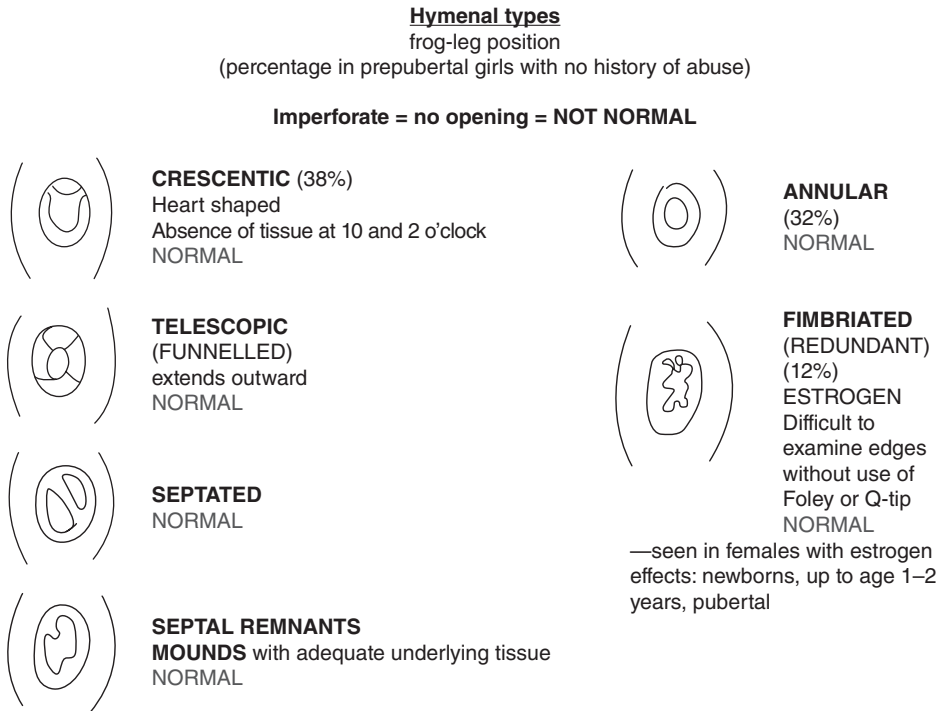 Hymenal types
frog-leg position
(percentage in prepubertal girls with no history of abuse)
Imperforate = no opening = NOT NORMAL
CRESCENTIC (38%)
Heart shaped
Absence of tissue at 10 and 2 o'clock
NORMAL
TELESCOPIC
(FUNNELLED)
extends outward
NORMAL
SEPTATED
NORMAL
SEPTAL REMNANTS
MOUNDS with adequate underlying tissue
NORMAL
ANNULAR
(32%)
NORMAL
FIMBRIATED
(REDUNDANT)
(12%)
ESTROGEN
Difficult to
examine edges
without use of
Foley or Q-tip
NORMAL
—seen in females with estrogen
effects: newborns, up to age 1–2
years, pubertal